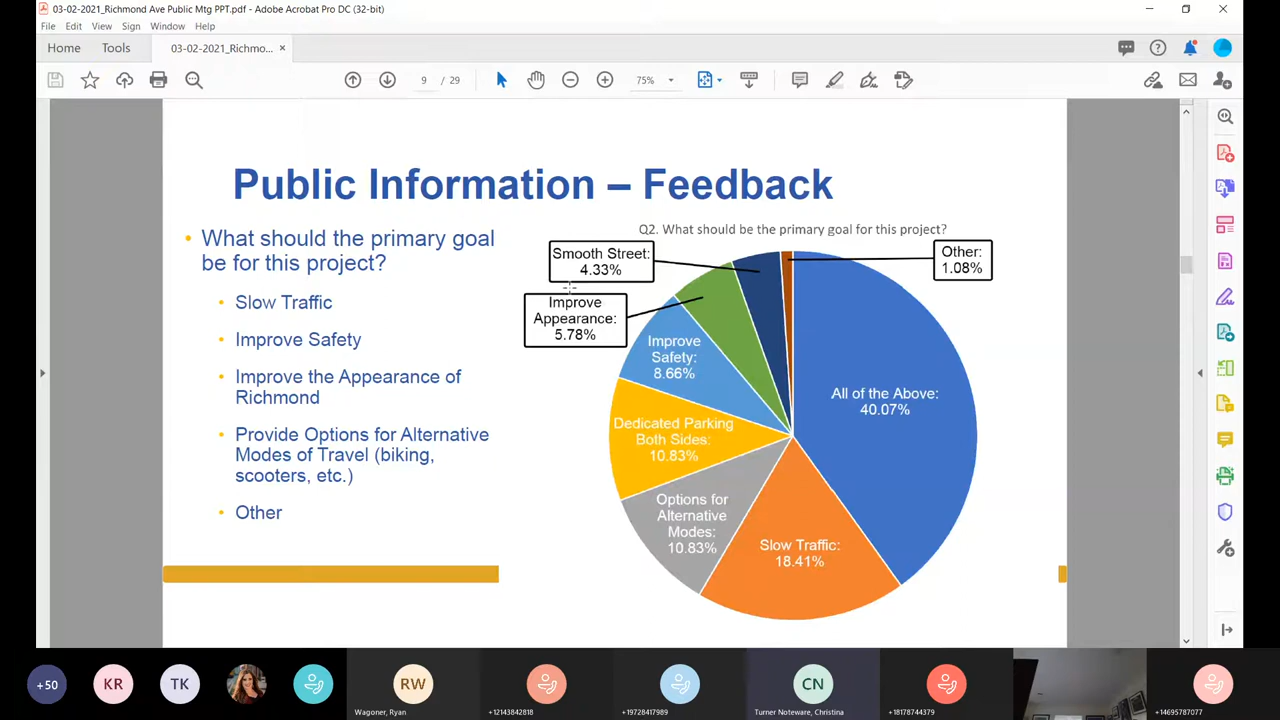 03-02-2021_Richmond Ave Public Mtg PPT.pdf - Adobe Acrobat Pro DC (32-bit)
File Edit View Sign Window Help
Home Tools 03-02-2021_Richmo... ×
9 / 29 75%
Public Information – Feedback
What should the primary goal
be for this project?
Slow Traffic
Improve Safety
Improve the Appearance of
Richmond
Provide Options for Alternative
Modes of Travel (biking,
scooters, etc.)
Other
Q2. What should be the primary goal for this project?
Smooth Street:
4.33%
Other:
1.08%
Improve
Appearance:
5.78%
Improve
Safety:
8.66%
All of the Above:
40.07%
Dedicated Parking
Both Sides:
10.83%
Options for
Alternative
Modes:
10.83%
Slow Traffic:
18.41%
+50 KR TK RW CN
Wagoner, Ryan +12143842818 +19728417989 Turner Noteware, Christina +18178744379 +14695787077